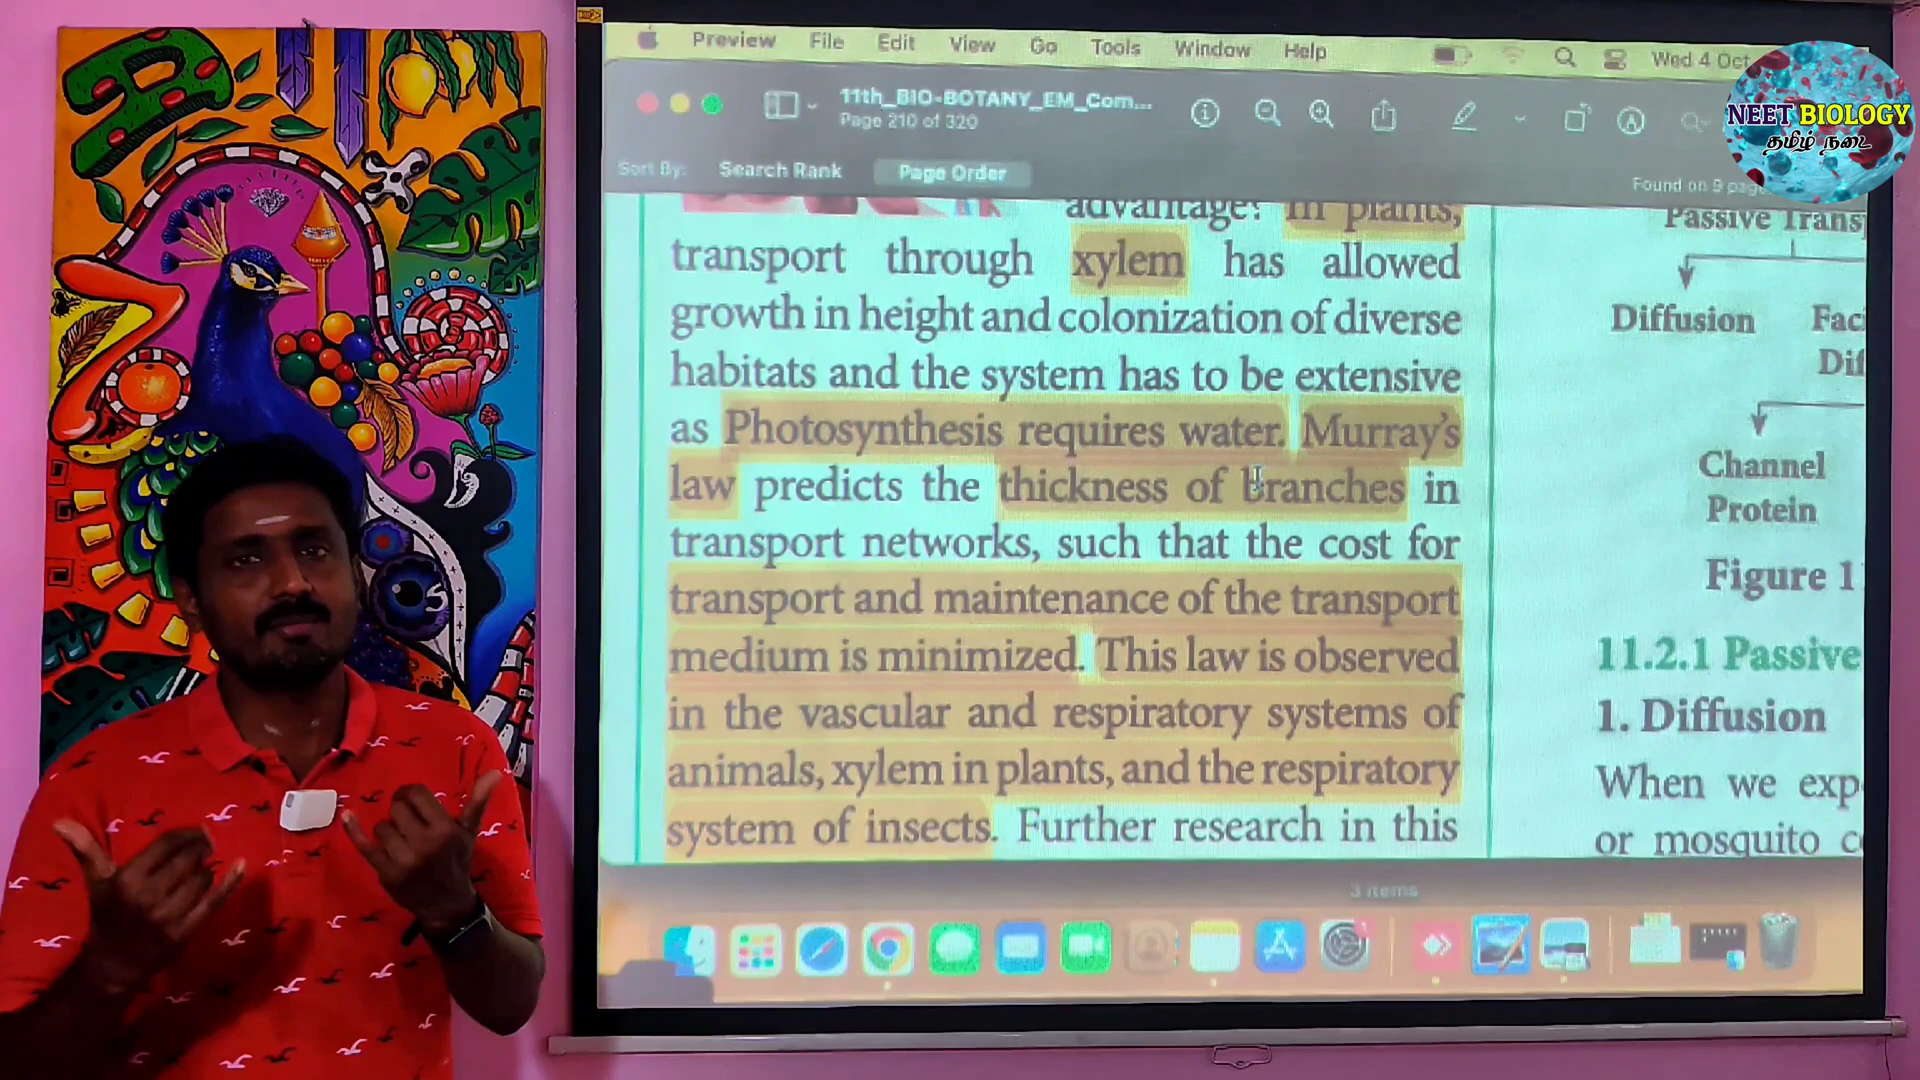 Preview File Edit View Go Tools Window Help
Wed 4 Oct
NEET BIOLOGY
தமிழ் நடை
11th_BIO-BOTANY_EM_Com...
Page 210 of 320
Sort By: Search Rank Page Order
Found on 9
advantage? In plants,
transport through xylem has allowed
growth in height and colonization of diverse
habitats and the system has to be extensive
as Photosynthesis requires water. Murray's
law predicts the thickness of branches in
transport networks, such that the cost for
transport and maintenance of the transport
medium is minimized. This law is observed
in the vascular and respiratory systems of
animals, xylem in plants, and the respiratory
system of insects. Further research in this
Passive Transp
Diffusion
Fac
Dif
Channel
Protein
Figure 1
11.2.1 Passive
1. Diffusion
When we exp
or mosquito c
3 items